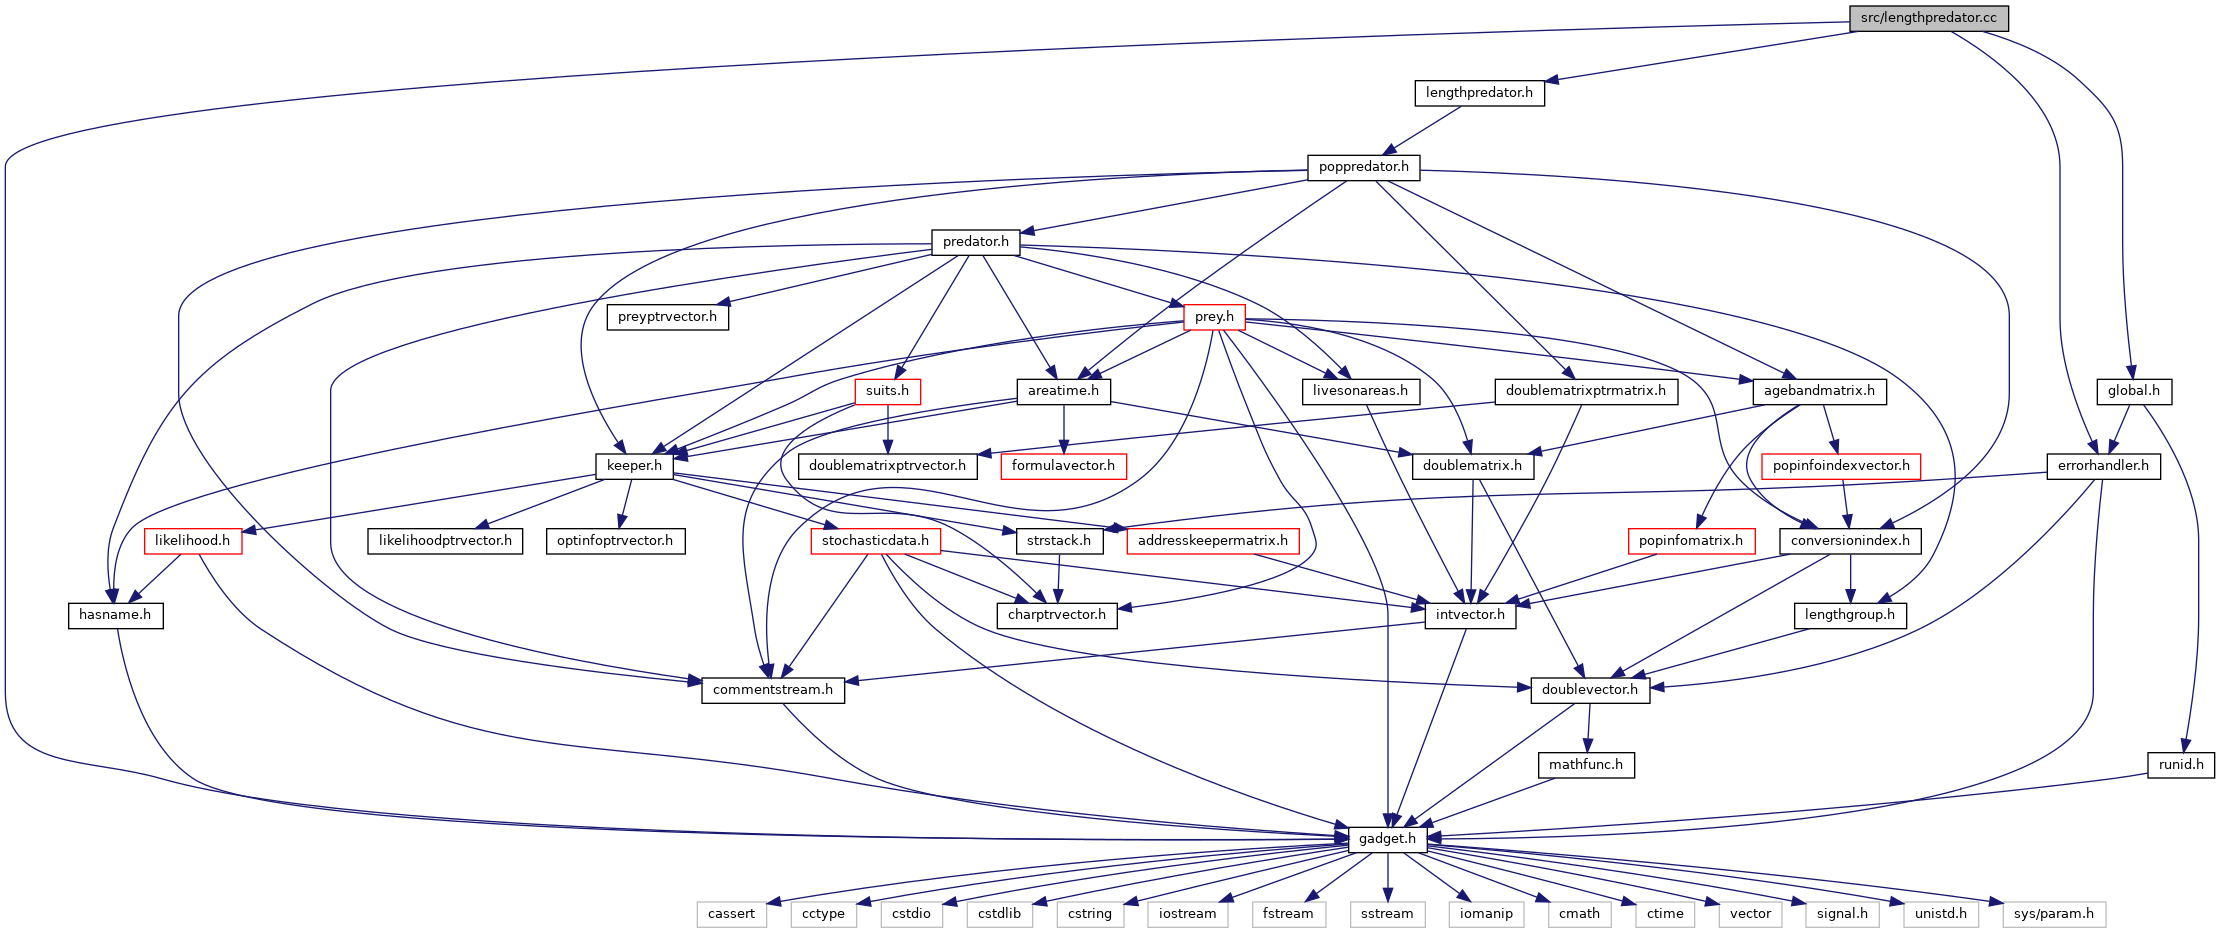 src/lengthpredator.cc
lengthpredator.h
poppredator.h
predator.h
preyptrvector.h
prey.h
suits.h
areatime.h
livesonareas.h
doublematrixptrmatrix.h
agebandmatrix.h
global.h
keeper.h
doublematrixptrvector.h
formulavector.h
doublematrix.h
popinfoindexvector.h
errorhandler.h
likelihood.h
likelihoodptrvector.h
optinfoptrvector.h
stochasticdata.h
strstack.h
addresskeepermatrix.h
popinfomatrix.h
conversionindex.h
hasname.h
charptrvector.h
intvector.h
lengthgroup.h
commentstream.h
doublevector.h
mathfunc.h
runid.h
gadget.h
cassert
cctype
cstdio
cstdlib
cstring
iostream
fstream
sstream
iomanip
cmath
ctime
vector
signal.h
unistd.h
sys/param.h